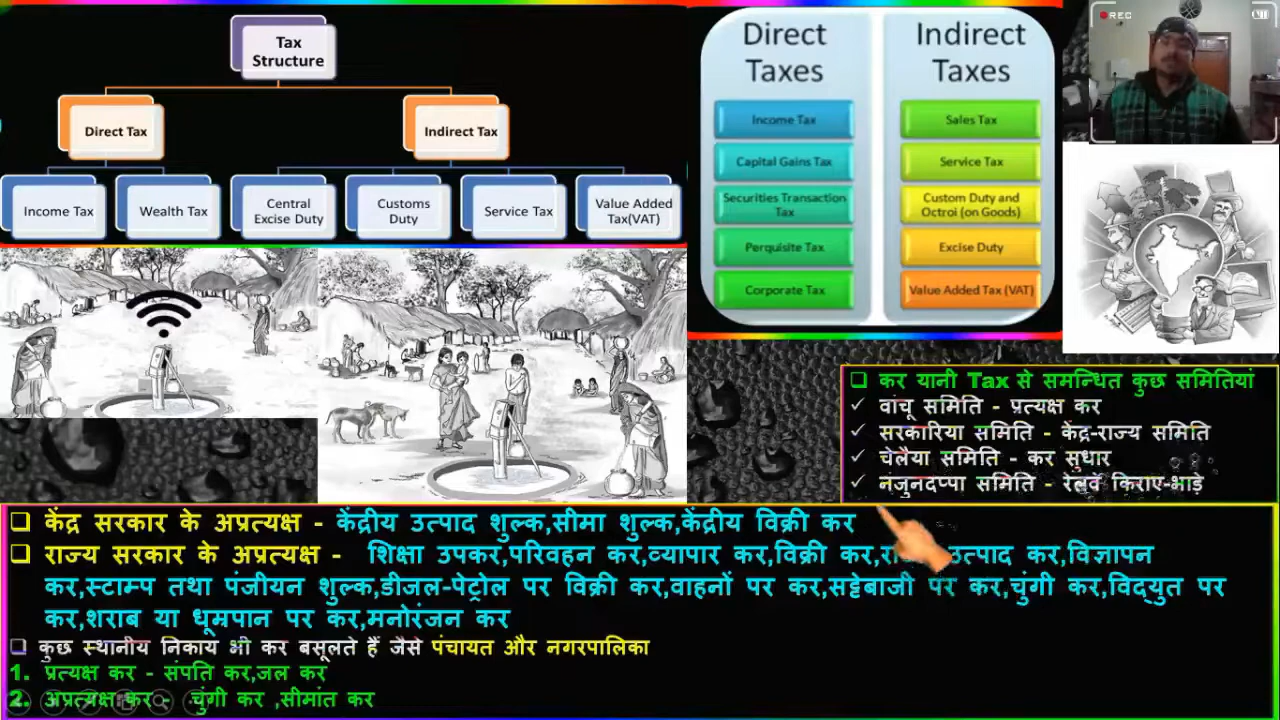 Tax
Structure
Direct Tax
Indirect Tax
Income Tax
Wealth Tax
Central
Excise Duty
Customs
Duty
Service Tax
Value Added
Tax(VAT)
Direct
Taxes
Income Tax
Capital Gains Tax
Securities Transaction
Tax
Perquisite Tax
Corporate Tax
Indirect
Taxes
Sales Tax
Service Tax
Custom Duty and
Octroi (on Goods)
Excise Duty
Value Added Tax (VAT)
REC
कर यानी Tax से समन्धित कुछ समितियां
वांचू समिति - प्रत्यक्ष कर
सरकारिया समिति - केंद्र-राज्य समिति
चेलैया समिति - कर सुधार
नंजुनदप्पा समिति - रेलवे किराए-भाड़े
केंद्र सरकार के अप्रत्यक्ष - केंद्रीय उत्पाद शुल्क,सीमा शुल्क,केंद्रीय विक्री कर
राज्य सरकार के अप्रत्यक्ष - शिक्षा उपकर,परिवहन कर,व्यापार कर,विक्री कर, उत्पाद कर,विज्ञापन
कर,स्टाम्प तथा पंजीयन शुल्क,डीजल-पेट्रोल पर विक्री कर,वाहनों पर कर,सट्टेबाजी पर कर,चुंगी कर,विद्युत पर
कर,शराब या धूम्रपान पर कर,मनोरंजन कर
कुछ स्थानीय निकाय भी कर बसूलते हैं जैसे पंचायत और नगरपालिका
1. प्रत्यक्ष कर - संपति कर,जल कर
2. अप्रत्यक्ष कर - चुंगी कर ,सीमांत कर